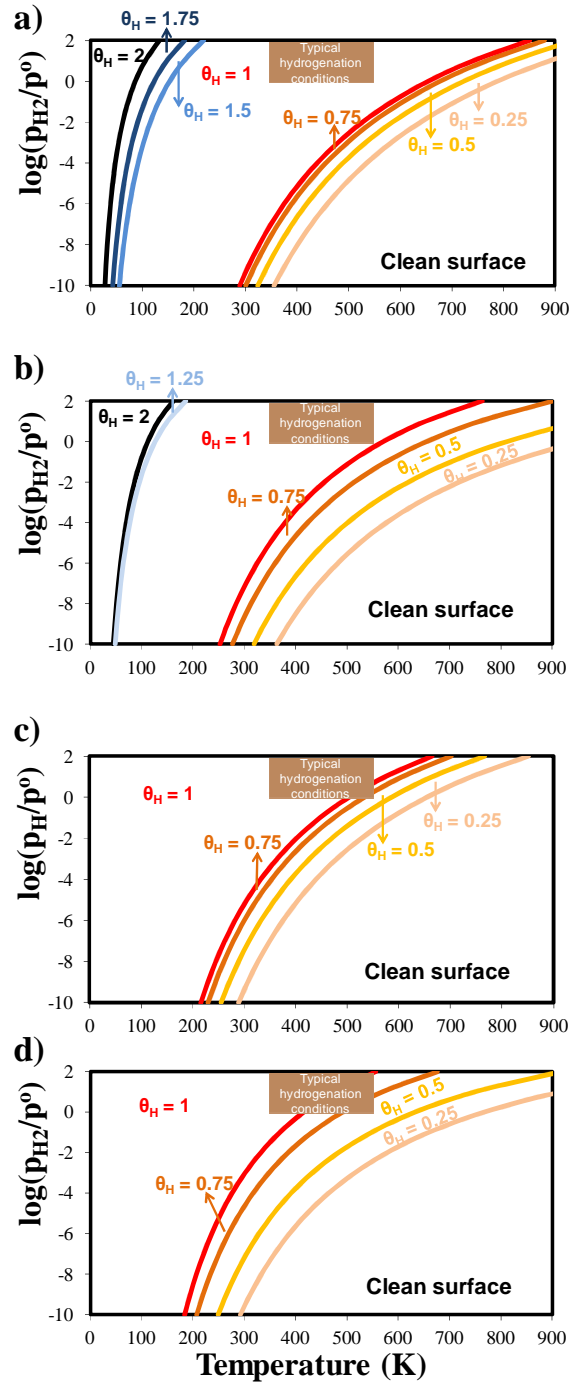 a)
θH = 1.75
θH = 2
θH = 1
θH = 1.5
Typical
hydrogenation
conditions
θH = 0.75
θH = 0.25
θH = 0.5
Clean surface
log(pH2/po)
2
0
-2
-4
-6
-8
-10
0 100 200 300 400 500 600 700 800 900
b)
θH = 1.25
θH = 2
θH = 1
Typical
hydrogenation
conditions
θH = 0.5
θH = 0.25
θH = 0.75
Clean surface
log(pH2/po)
2
0
-2
-4
-6
-8
-10
0 100 200 300 400 500 600 700 800 900
c)
Typical
hydrogenation
conditions
θH = 1
θH = 0.25
θH = 0.75
θH = 0.5
Clean surface
log(pH/po)
2
0
-2
-4
-6
-8
-10
0 100 200 300 400 500 600 700 800 900
d)
Typical
hydrogenation
conditions
θH = 1
θH = 0.5
θH = 0.25
θH = 0.75
Clean surface
log(pH2/po)
2
0
-2
-4
-6
-8
-10
0 100 200 300 400 500 600 700 800 900
Temperature (K)